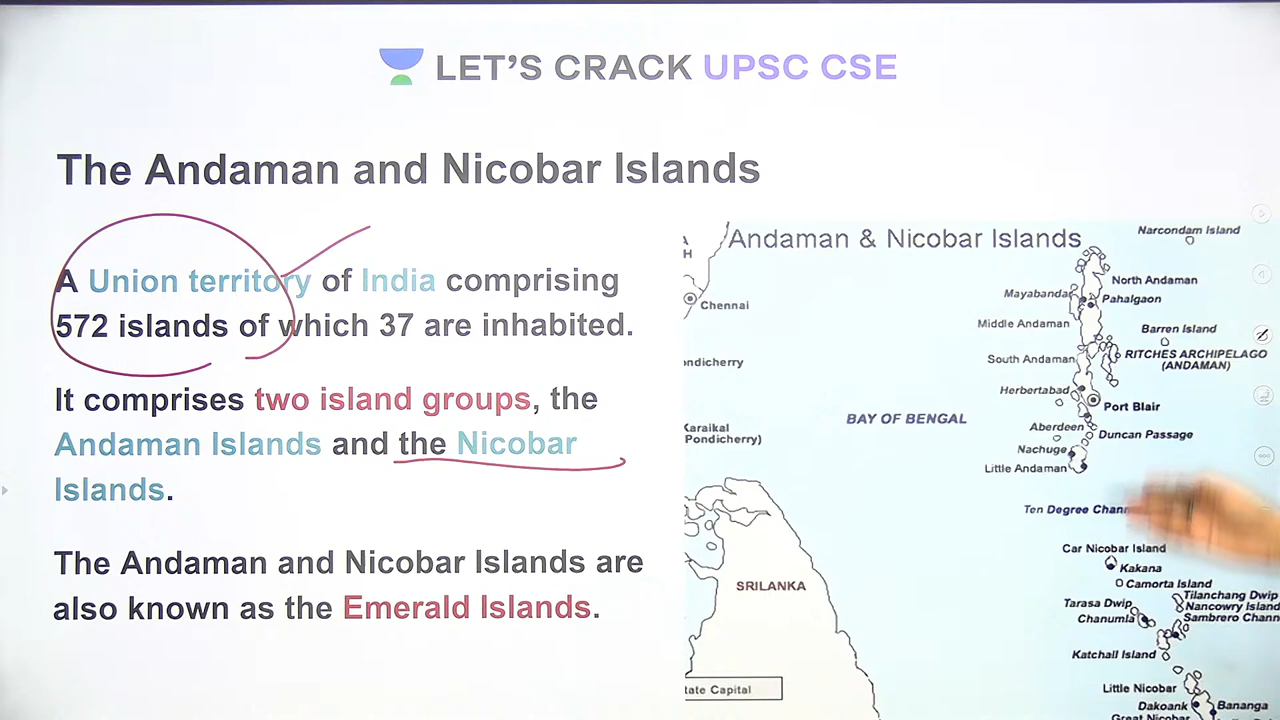 LET'S CRACK UPSC CSE
The Andaman and Nicobar Islands
A Union territory of India comprising
572 islands of which 37 are inhabited.
It comprises two island groups, the
Andaman Islands and the Nicobar
Islands.
The Andaman and Nicobar Islands are
also known as the Emerald Islands.
Andaman & Nicobar Islands
Narcondam Island
H
North Andaman
Mayabandar
Pahalgaon
Chennai
Middle Andaman
Barren Island
South Andaman
RITCHES ARCHIPELAGO
(ANDAMAN)
ondicherry
Herbertabad
Port Blair
BAY OF BENGAL
Karaikal
(Pondicherry)
Aberdeen
Duncan Passage
Nachuge
Little Andaman
Ten Degree Chann
Car Nicobar Island
Kakana
Camorta Island
SRILANKA
Tilanchang Dwip
Tarasa Dwip
Nancowry Island
Chanumla
Sambrero Chann
Katchall Island
tate Capital
Little Nicobar
Dakoank
Bananga
Great Nicobar